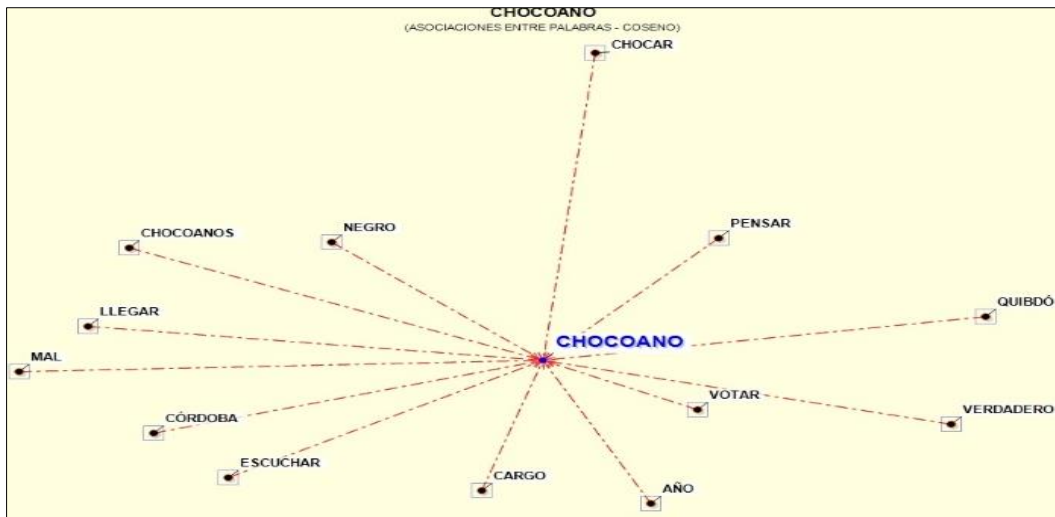 CHOCOANO
(ASOCIACIONES ENTRE PALABRAS - COSENO)
CHOCAR
NEGRO
PENSAR
CHOCOANOS
QUIBDÓ
LLEGAR
CHOCOANO
MAL
VOTAR
VERDADERO
CÓRDOBA
ESCUCHAR
CARGO
AÑO